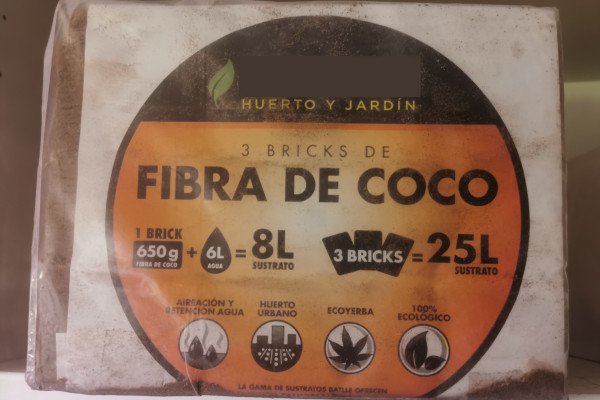 HUERTO Y JARDÍN
3 BRICKS DE
FIBRA DE COCO
1 BRICK
650g
FIBRA DE COCO
+
6L
AGUA
=
8L
SUSTRATO
3 BRICKS
=
25L
SUSTRATO
AIREACIÓN Y
RETENCION AGUA
HUERTO
URBANO
ECOYERBA
100%
ECOLÓGICO
LA GAMA DE SUSTRATOS BATLLE OFRECEN